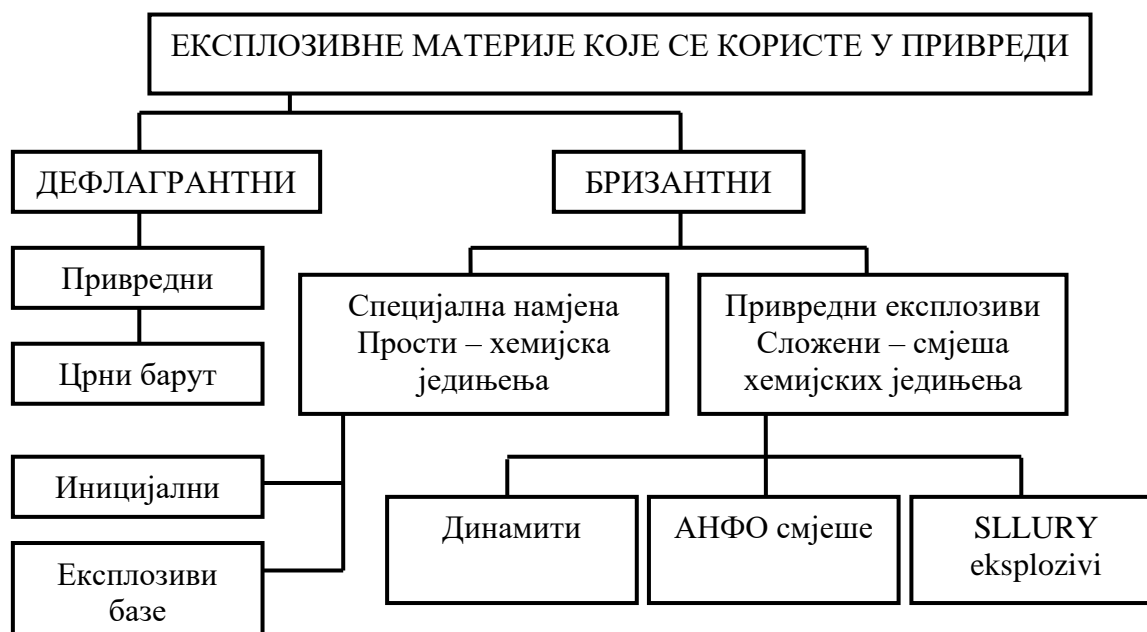 ЕКСПЛОЗИВНЕ МАТЕРИЈЕ КОЈЕ СЕ КОРИСТЕ У ПРИВРЕДИ
ДЕФЛАГРАНТНИ
БРИЗАНТНИ
Привредни
Црни барут
Специјална намјена
Прости – хемијска
једињења
Привредни експлозиви
Сложени – смјеша
хемијских једињења
Иницијални
Експлозиви
базе
Динамити
АНФО смјеше
SLLURY
eksplozivi